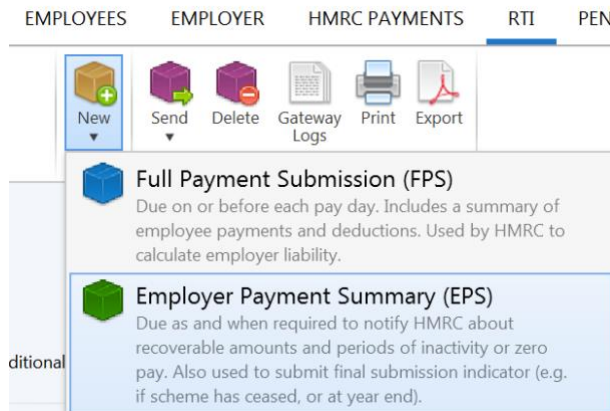 EMPLOYEES EMPLOYER HMRC PAYMENTS RTI PEN
New Send Delete Gateway Logs Print Export
Full Payment Submission (FPS)
Due on or before each pay day. Includes a summary of
employee payments and deductions. Used by HMRC to
calculate employer liability.
Employer Payment Summary (EPS)
Due as and when required to notify HMRC about
recoverable amounts and periods of inactivity or zero
ditional
pay. Also used to submit final submission indicator (e.g.
if scheme has ceased, or at year end).